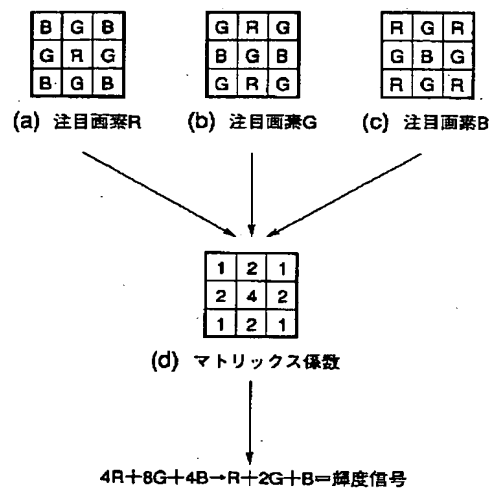 B G B
G R G
B G B
(a) 注目画素R
G R G
B G B
G R G
(b) 注目画素G
R G R
G B G
R G R
(c) 注目画素B
1 2 1
2 4 2
1 2 1
(d) マトリックス係数
4R+8G+4B→R+2G+B=輝度信号